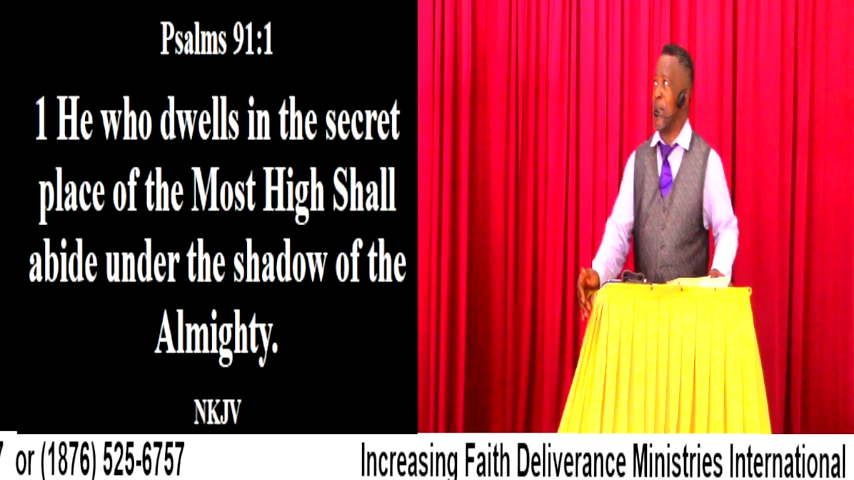 Psalms 91:1
1 He who dwells in the secret
place of the Most High Shall
abide under the shadow of the
Almighty.
NKJV
7 or (1876) 525-6757 Increasing Faith Deliverance Ministries International